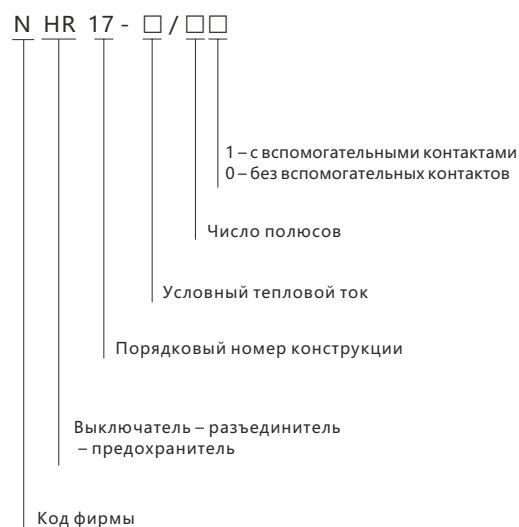 N HR 17 - □ / □□
1 – с вспомогательными контактами
0 – без вспомогательных контактов
Число полюсов
Условный тепловой ток
Порядковый номер конструкции
Выключатель – разъединитель
– предохранитель
Код фирмы